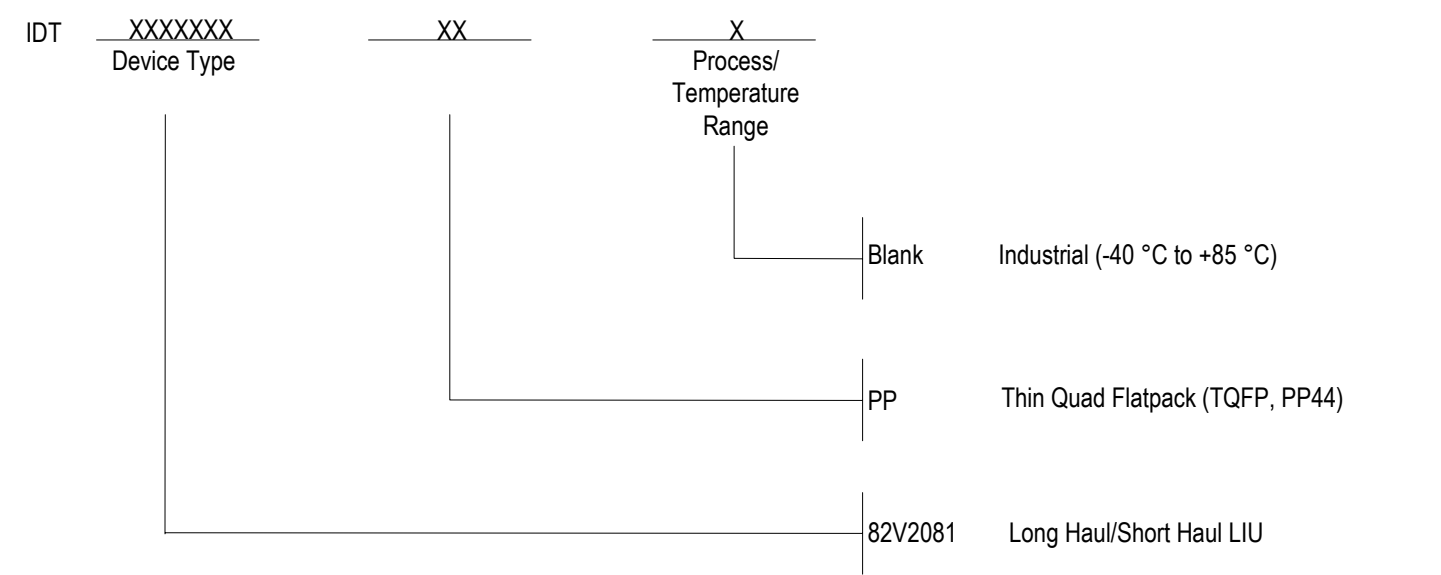 IDT XXXXXXX XX X
Device Type
Process/
Temperature
Range
Blank Industrial (-40 °C to +85 °C)
PP Thin Quad Flatpack (TQFP, PP44)
82V2081 Long Haul/Short Haul LIU